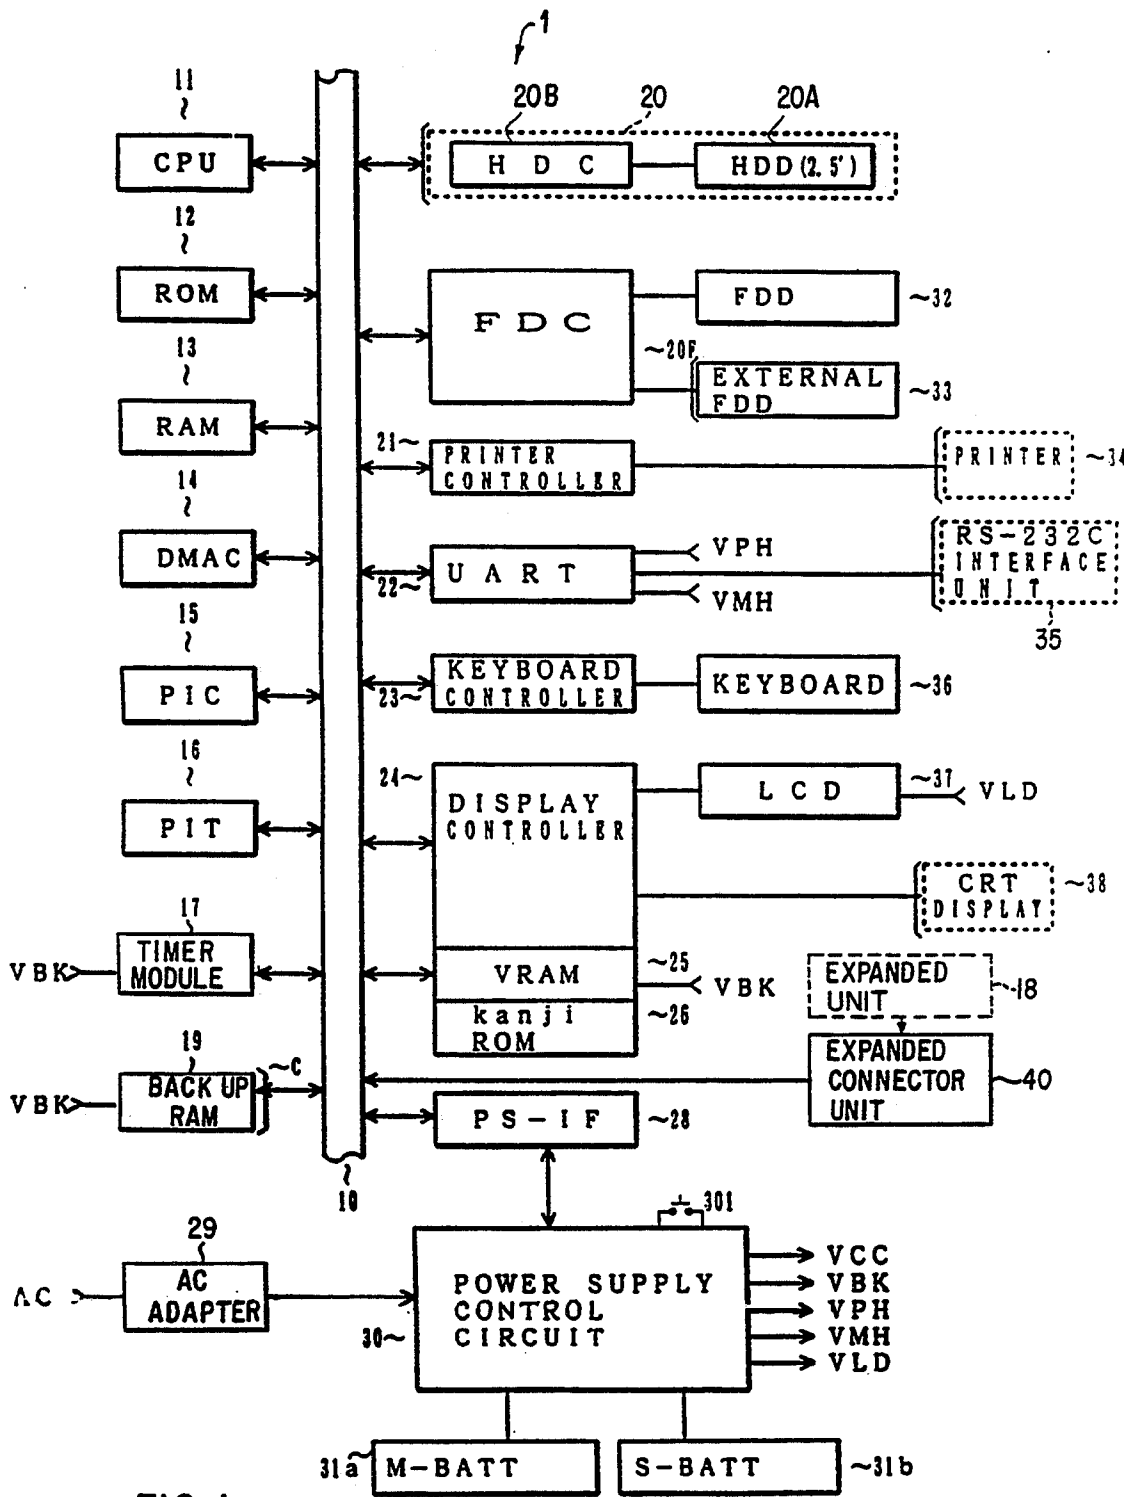 1
11
CPU
20B
20
20A
H D C
HDD (2.5')
12
ROM
FDC
FDD
~32
~20F
EXTERNAL
FDD
~33
13
RAM
21~
PRINTER
CONTROLLER
PRINTER
~34
14
DMAC
22~
UART
VPH
VMH
RS-232C
INTERFACE
UNIT
35
15
PIC
23~
KEYBOARD
CONTROLLER
KEYBOARD
~36
16
PIT
24~
DISPLAY
CONTROLLER
LCD
~37
VLD
CRT
DISPLAY
~38
17
VBK
TIMER
MODULE
VRAM
~25
VBK
kanji
ROM
~26
EXPANDED
UNIT
18
19
~C
VBK
BACK UP
RAM
EXPANDED
CONNECTOR
UNIT
~40
PS-IF
~28
10
301
29
AC
AC
ADAPTER
30~
POWER SUPPLY
CONTROL
CIRCUIT
VCC
VBK
VPH
VMH
VLD
31a
M-BATT
S-BATT
~31b